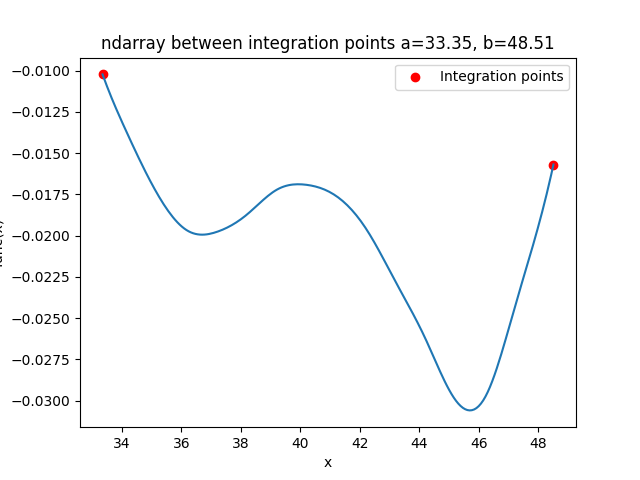 ndarray between integration points a=33.35, b=48.51
Integration points
−0.0100
−0.0125
−0.0150
−0.0175
−0.0200
−0.0225
−0.0250
−0.0275
−0.0300
34 36 38 40 42 44 46 48
x